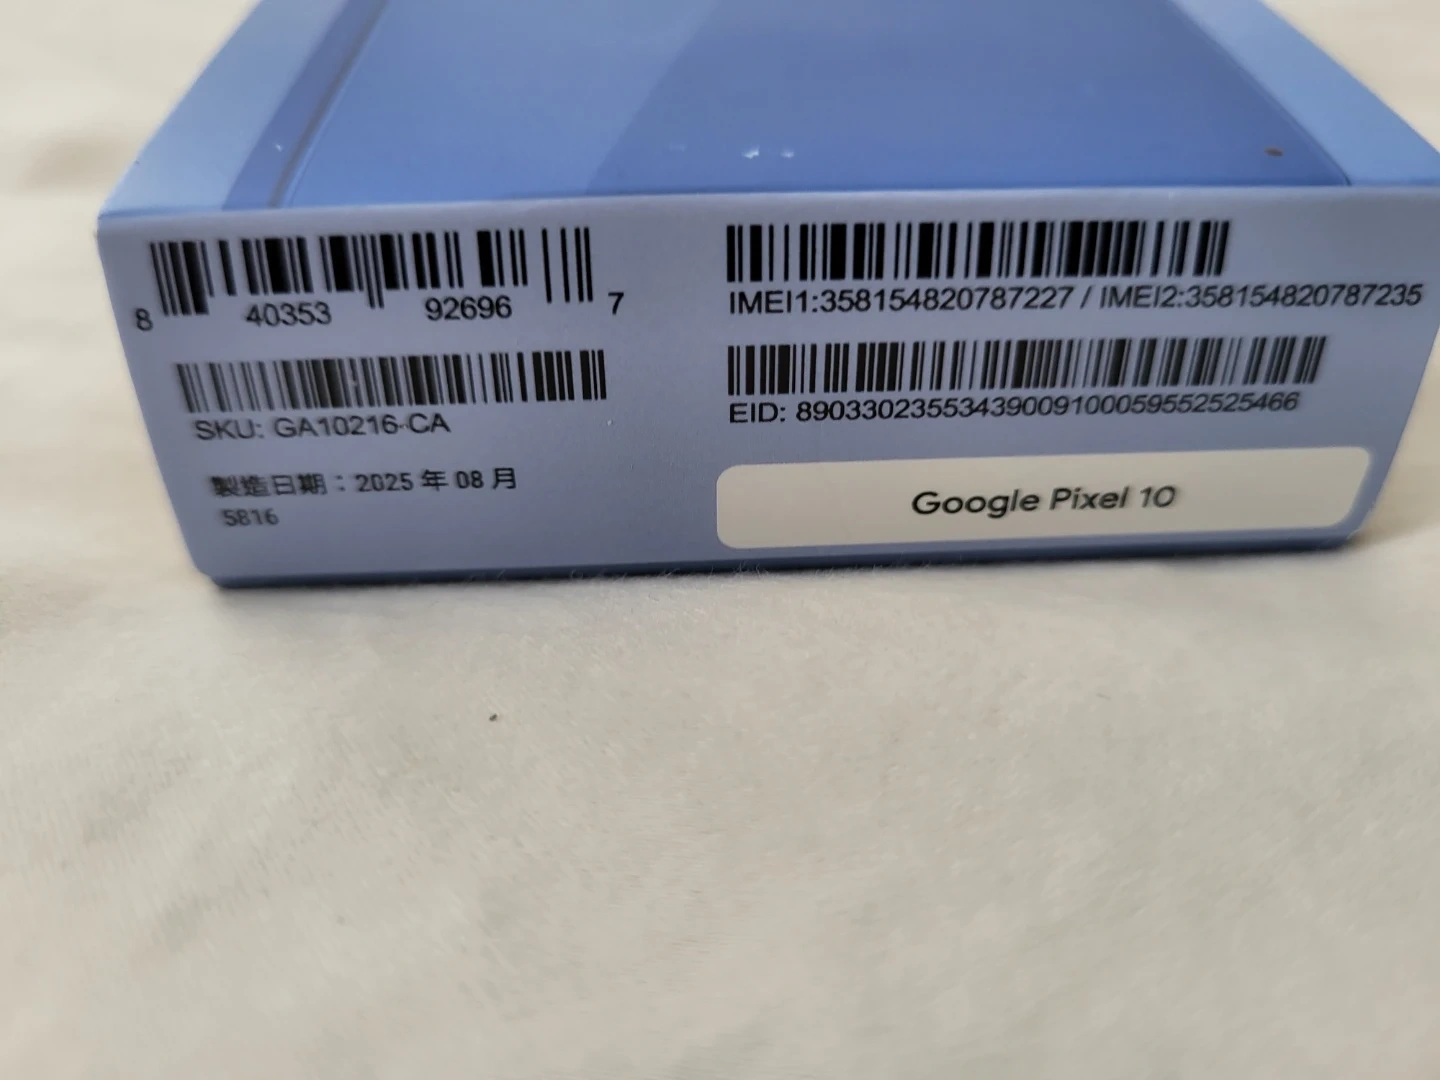 8 40353 92696 7
SKU: GA10216-CA
製造日期：2025 年 08 月
5816
IMEI1:358154820787227 / IMEI2:358154820787235
EID: 89033023553439009100059552525466
Google Pixel 10